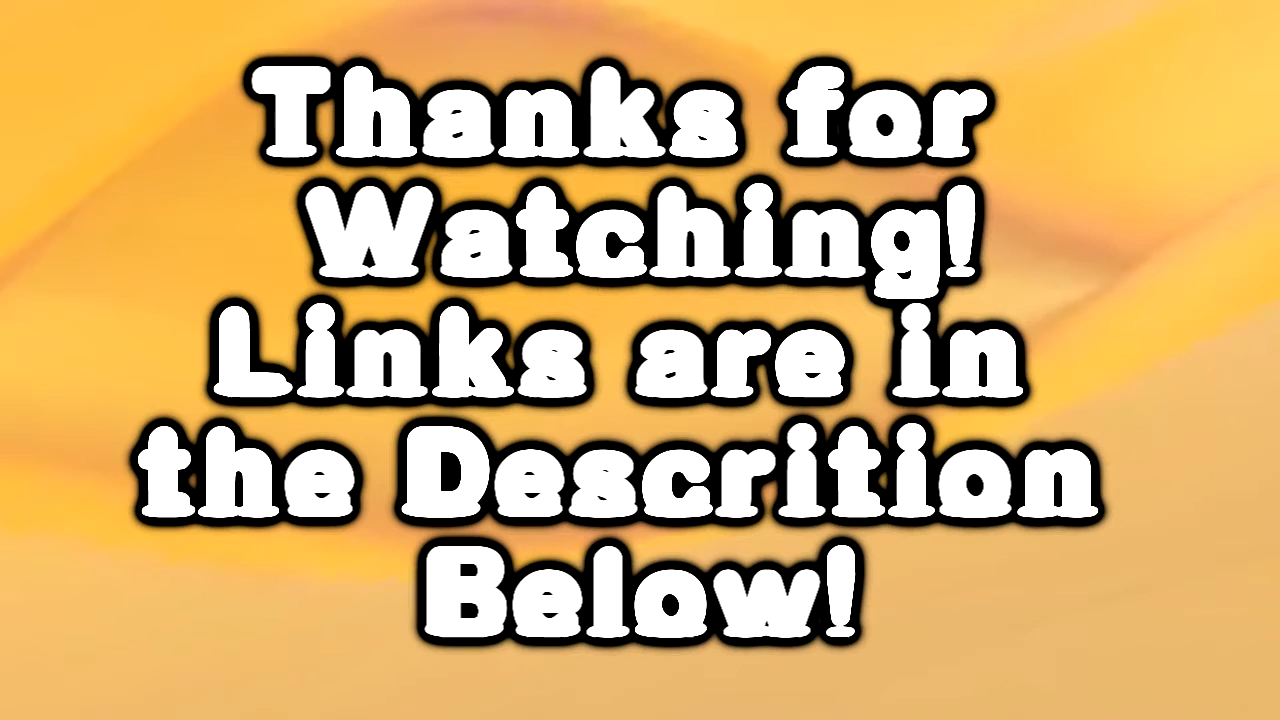 Thanks for
Watching!
Links are in
the Descrition
Below!